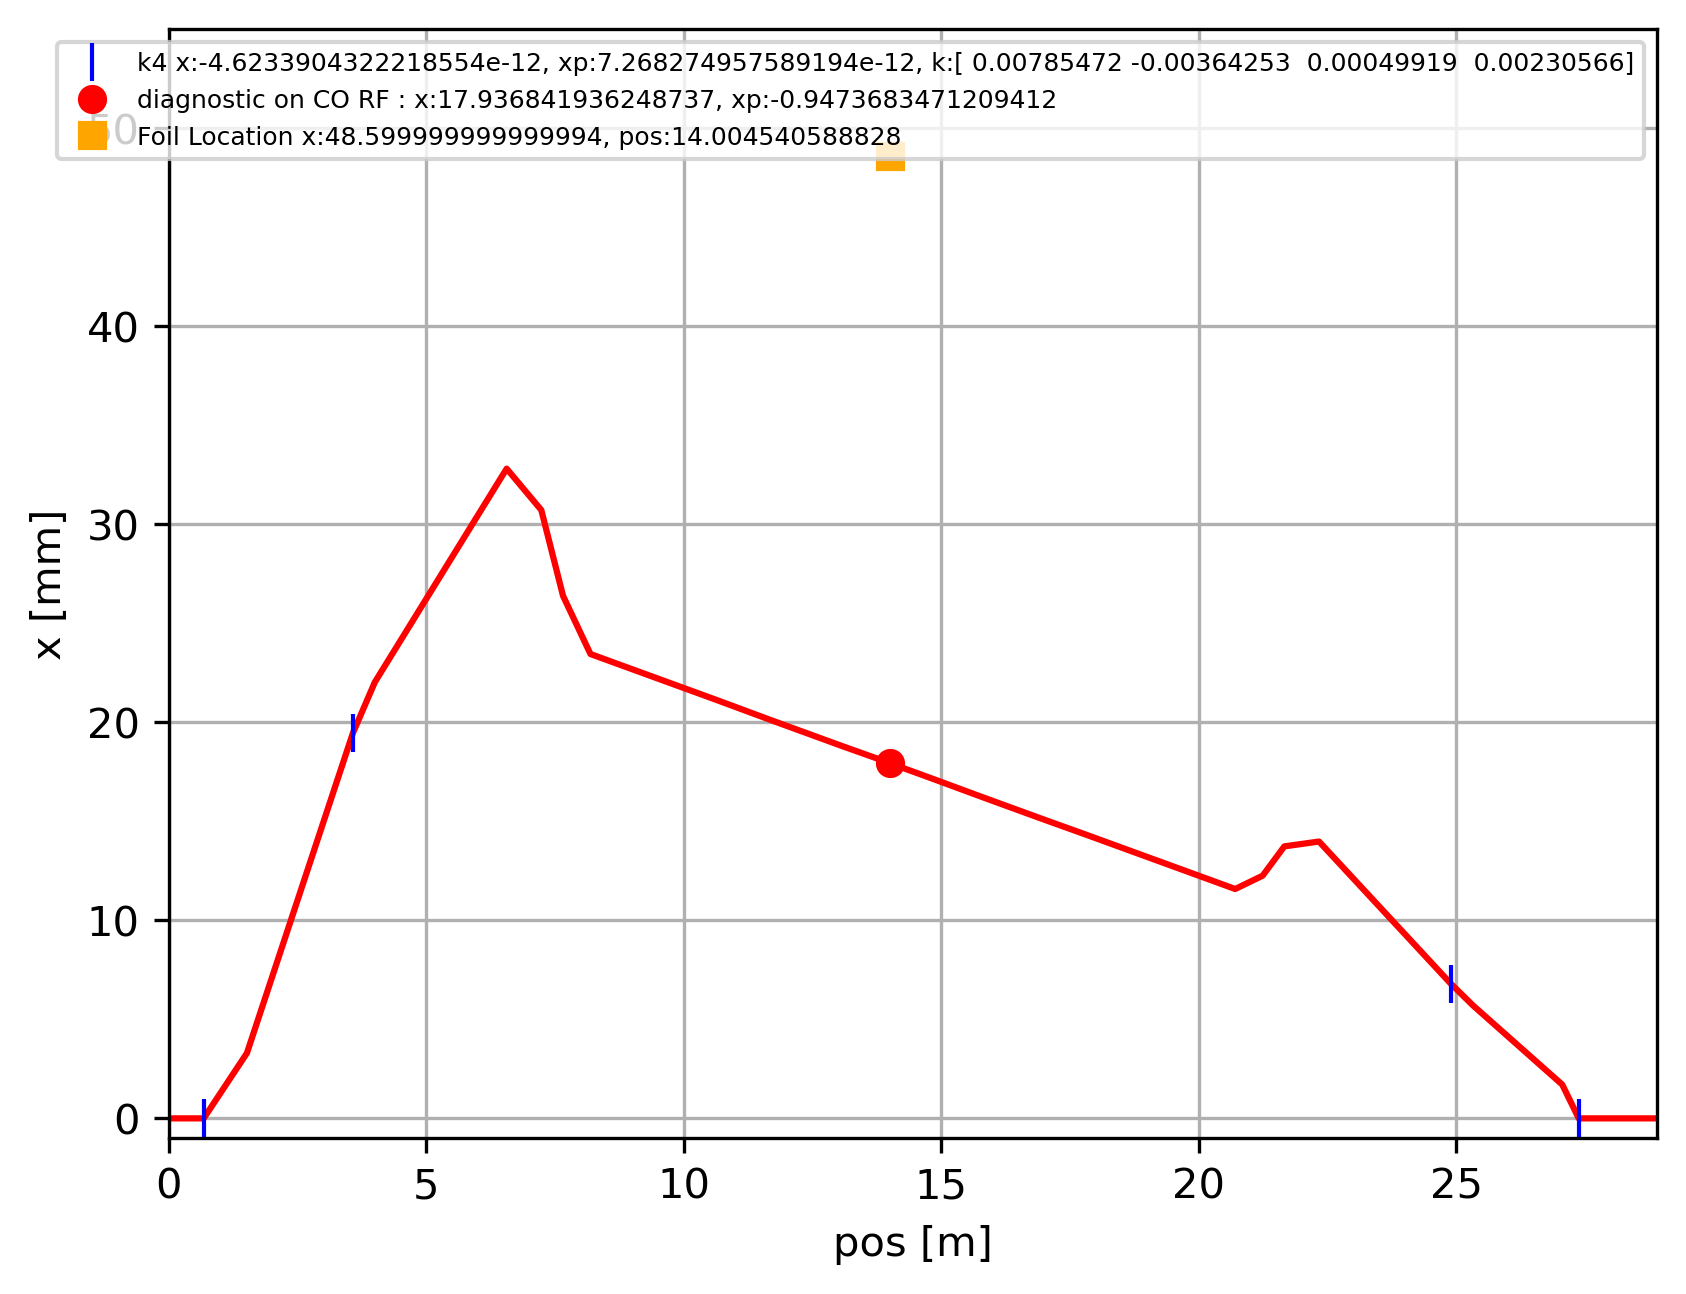 k4 x:-4.6233904322218554e-12, xp:7.268274957589194e-12, k:[ 0.00785472 -0.00364253  0.00049919  0.00230566]
diagnostic on CO RF : x:17.936841936248737, xp:-0.9473683471209412
Foil Location x:48.599999999999994, pos:14.004540588828
50
40
30
20
10
0
x [mm]
0 5 10 15 20 25
pos [m]